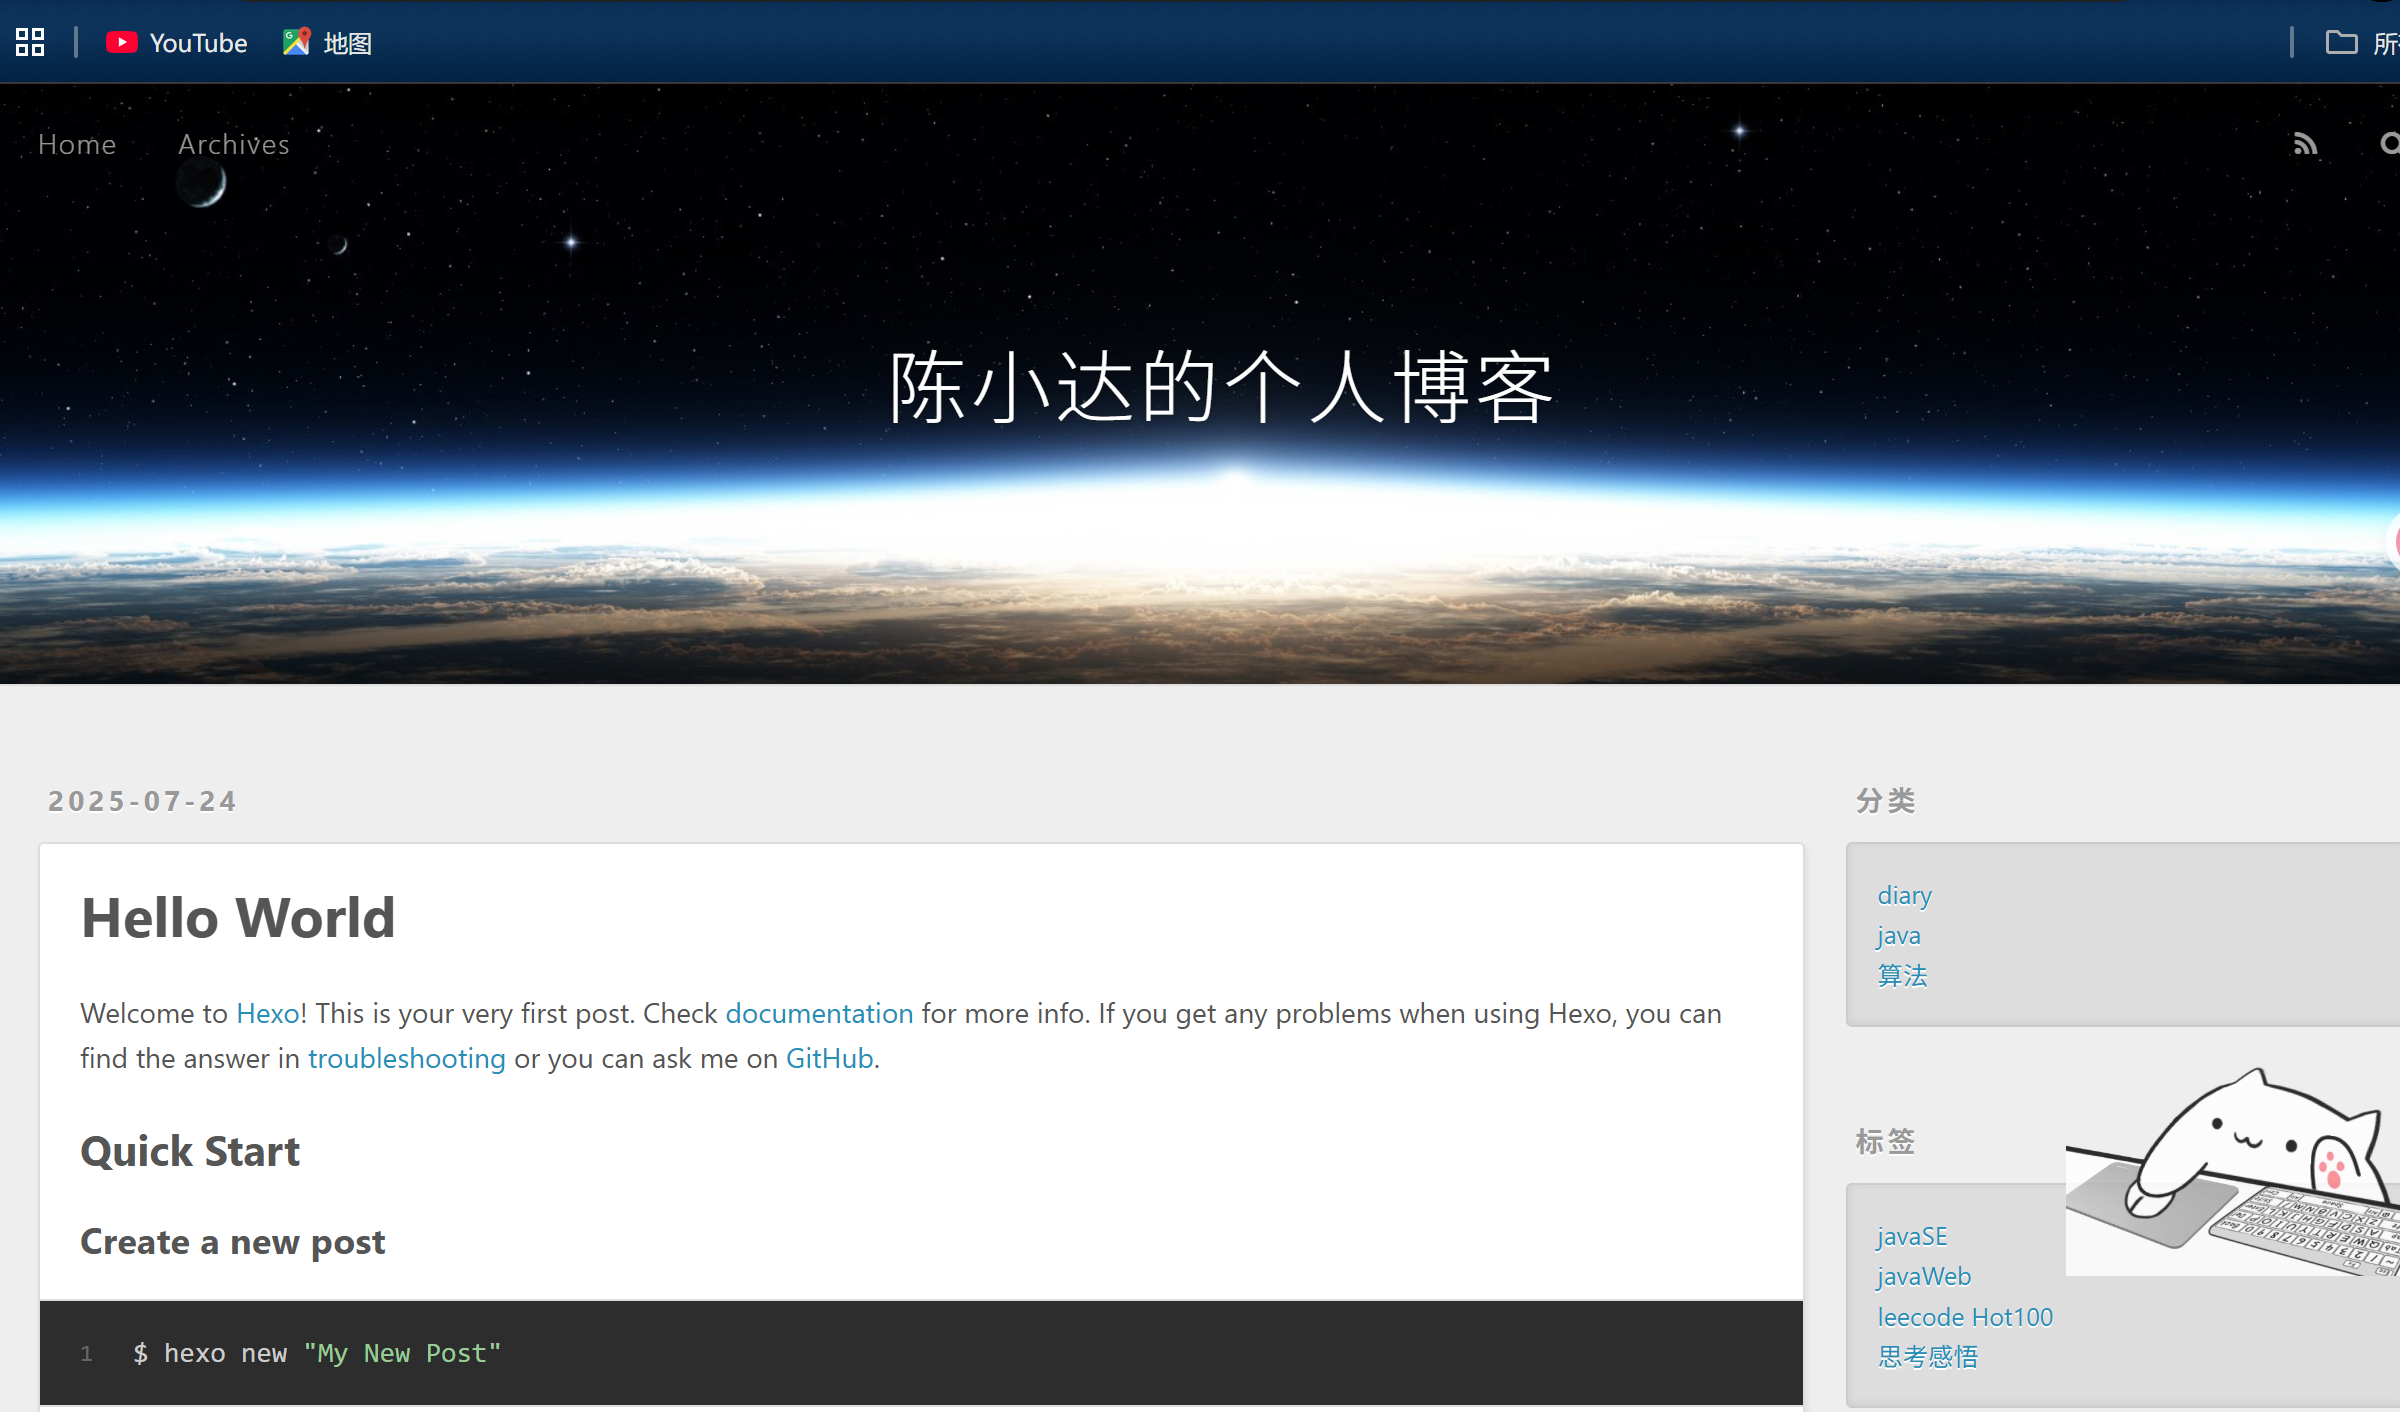 YouTube 地图
Home Archives
陈小达的个人博客
2025-07-24
Hello World
Welcome to Hexo! This is your very first post. Check documentation for more info. If you get any problems when using Hexo, you can
find the answer in troubleshooting or you can ask me on GitHub.
Quick Start
Create a new post
1 $ hexo new "My New Post"
分类
diary
java
算法
标签
javaSE
javaWeb
leecode Hot100
思考感悟